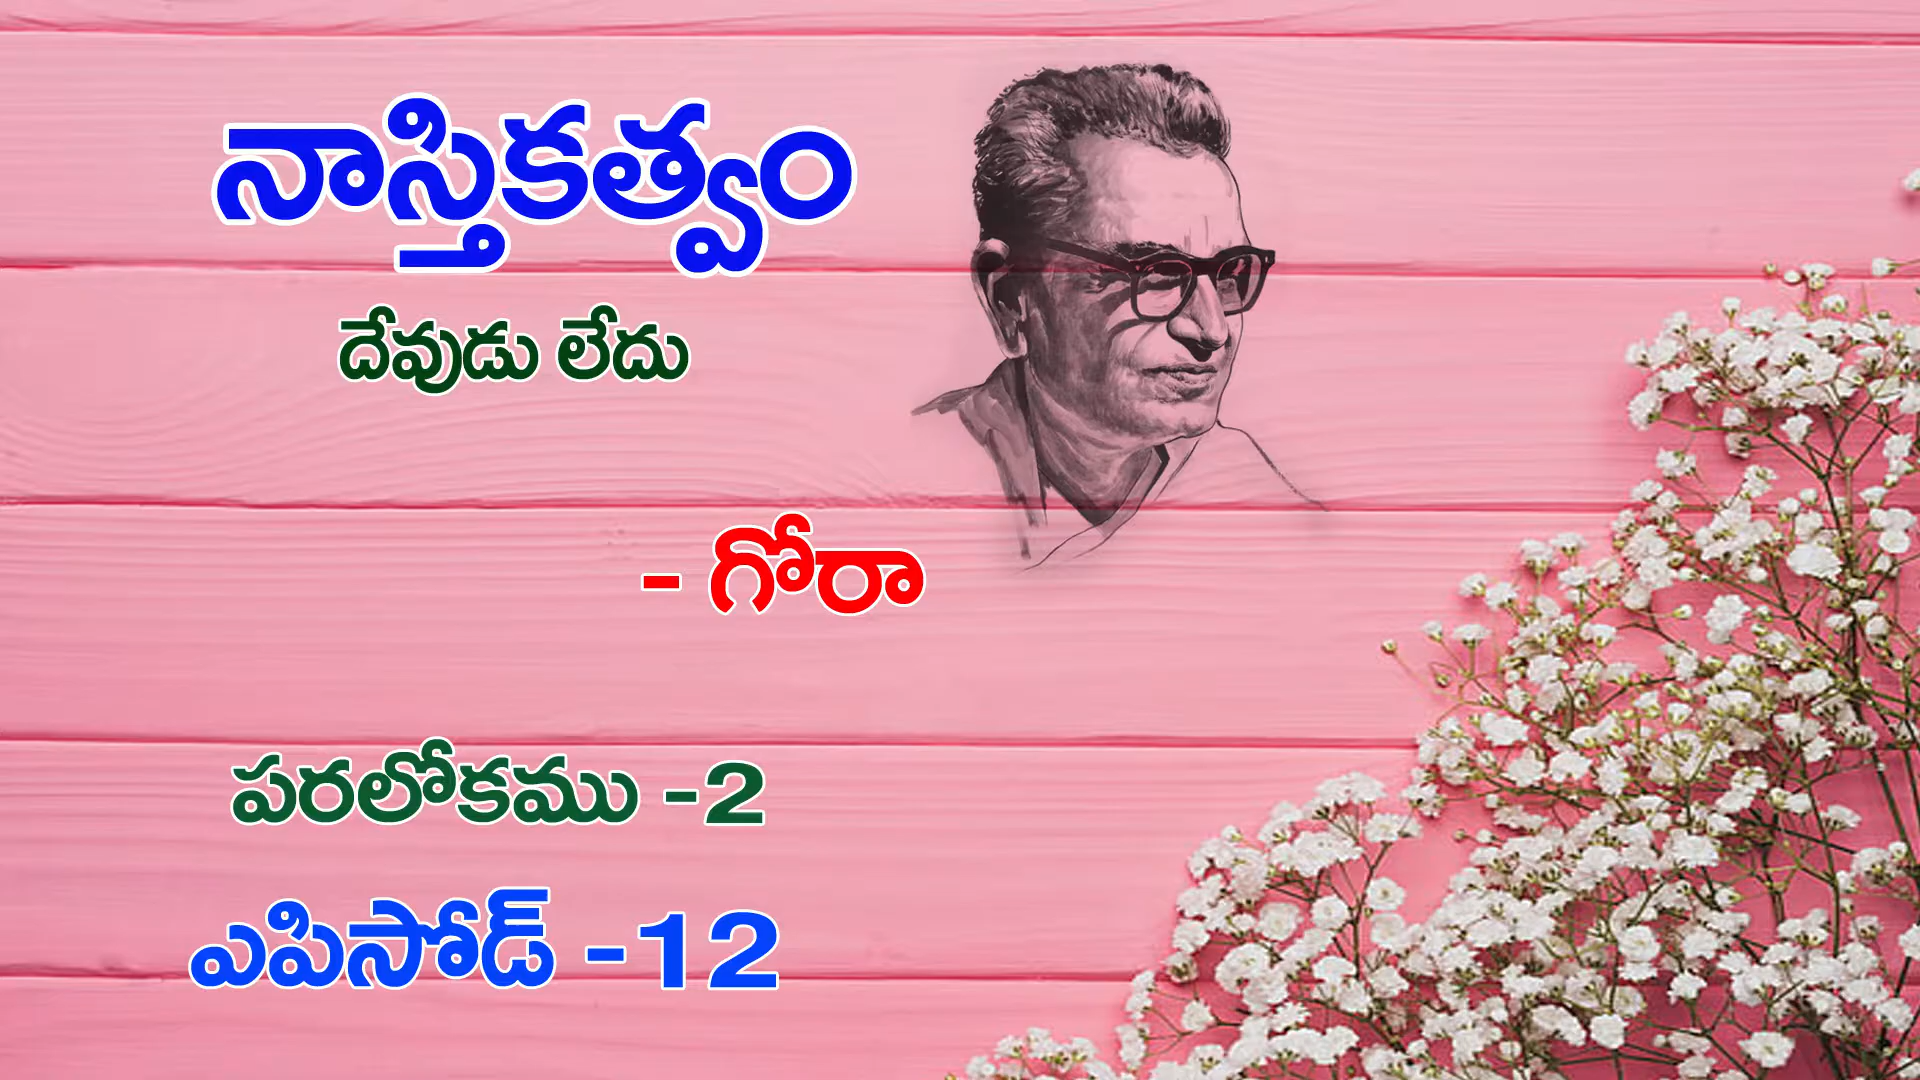 నాస్తికత్వం
దేవుడు లేదు
- గోరా
పరలోకము -2
ఎపిసోడ్ -12